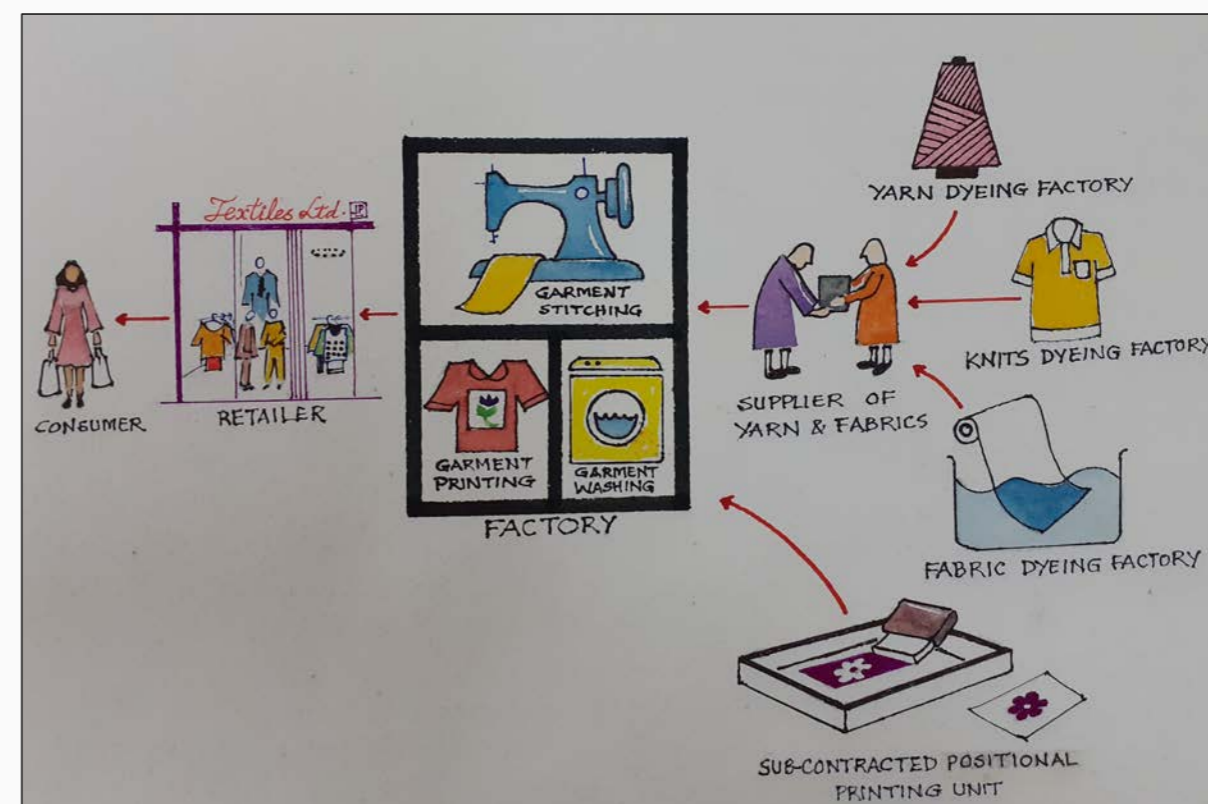 YARN DYEING FACTORY
Textiles Ltd.
GARMENT
STITCHING
KNITS DYEING FACTORY
CONSUMER
RETAILER
SUPPLIER OF
YARN & FABRICS
GARMENT
PRINTING
GARMENT
WASHING
FACTORY
FABRIC DYEING FACTORY
SUB-CONTRACTED POSITIONAL
PRINTING UNIT